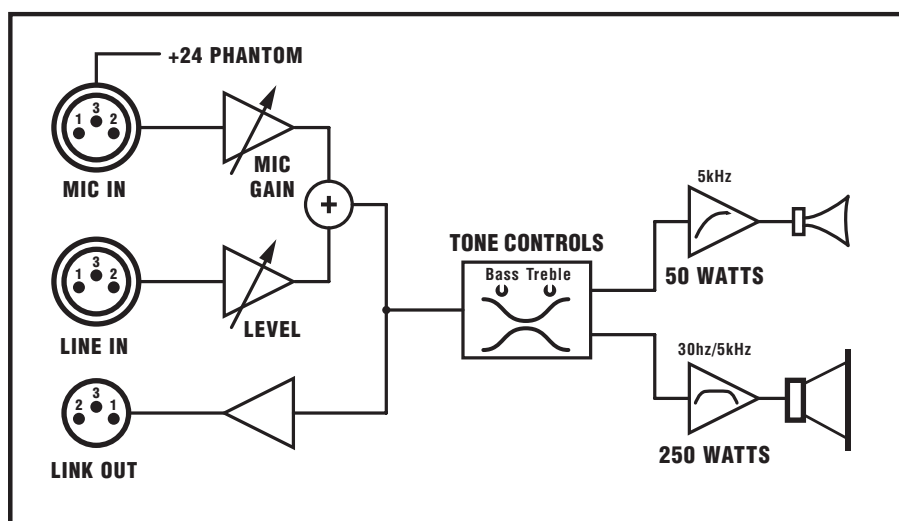 +24 PHANTOM
3
1 2
MIC IN
MIC
GAIN
+
3
1 2
LINE IN
LEVEL
3
2 1
LINK OUT
TONE CONTROLS
Bass Treble
5kHz
50 WATTS
30hz/5kHz
250 WATTS